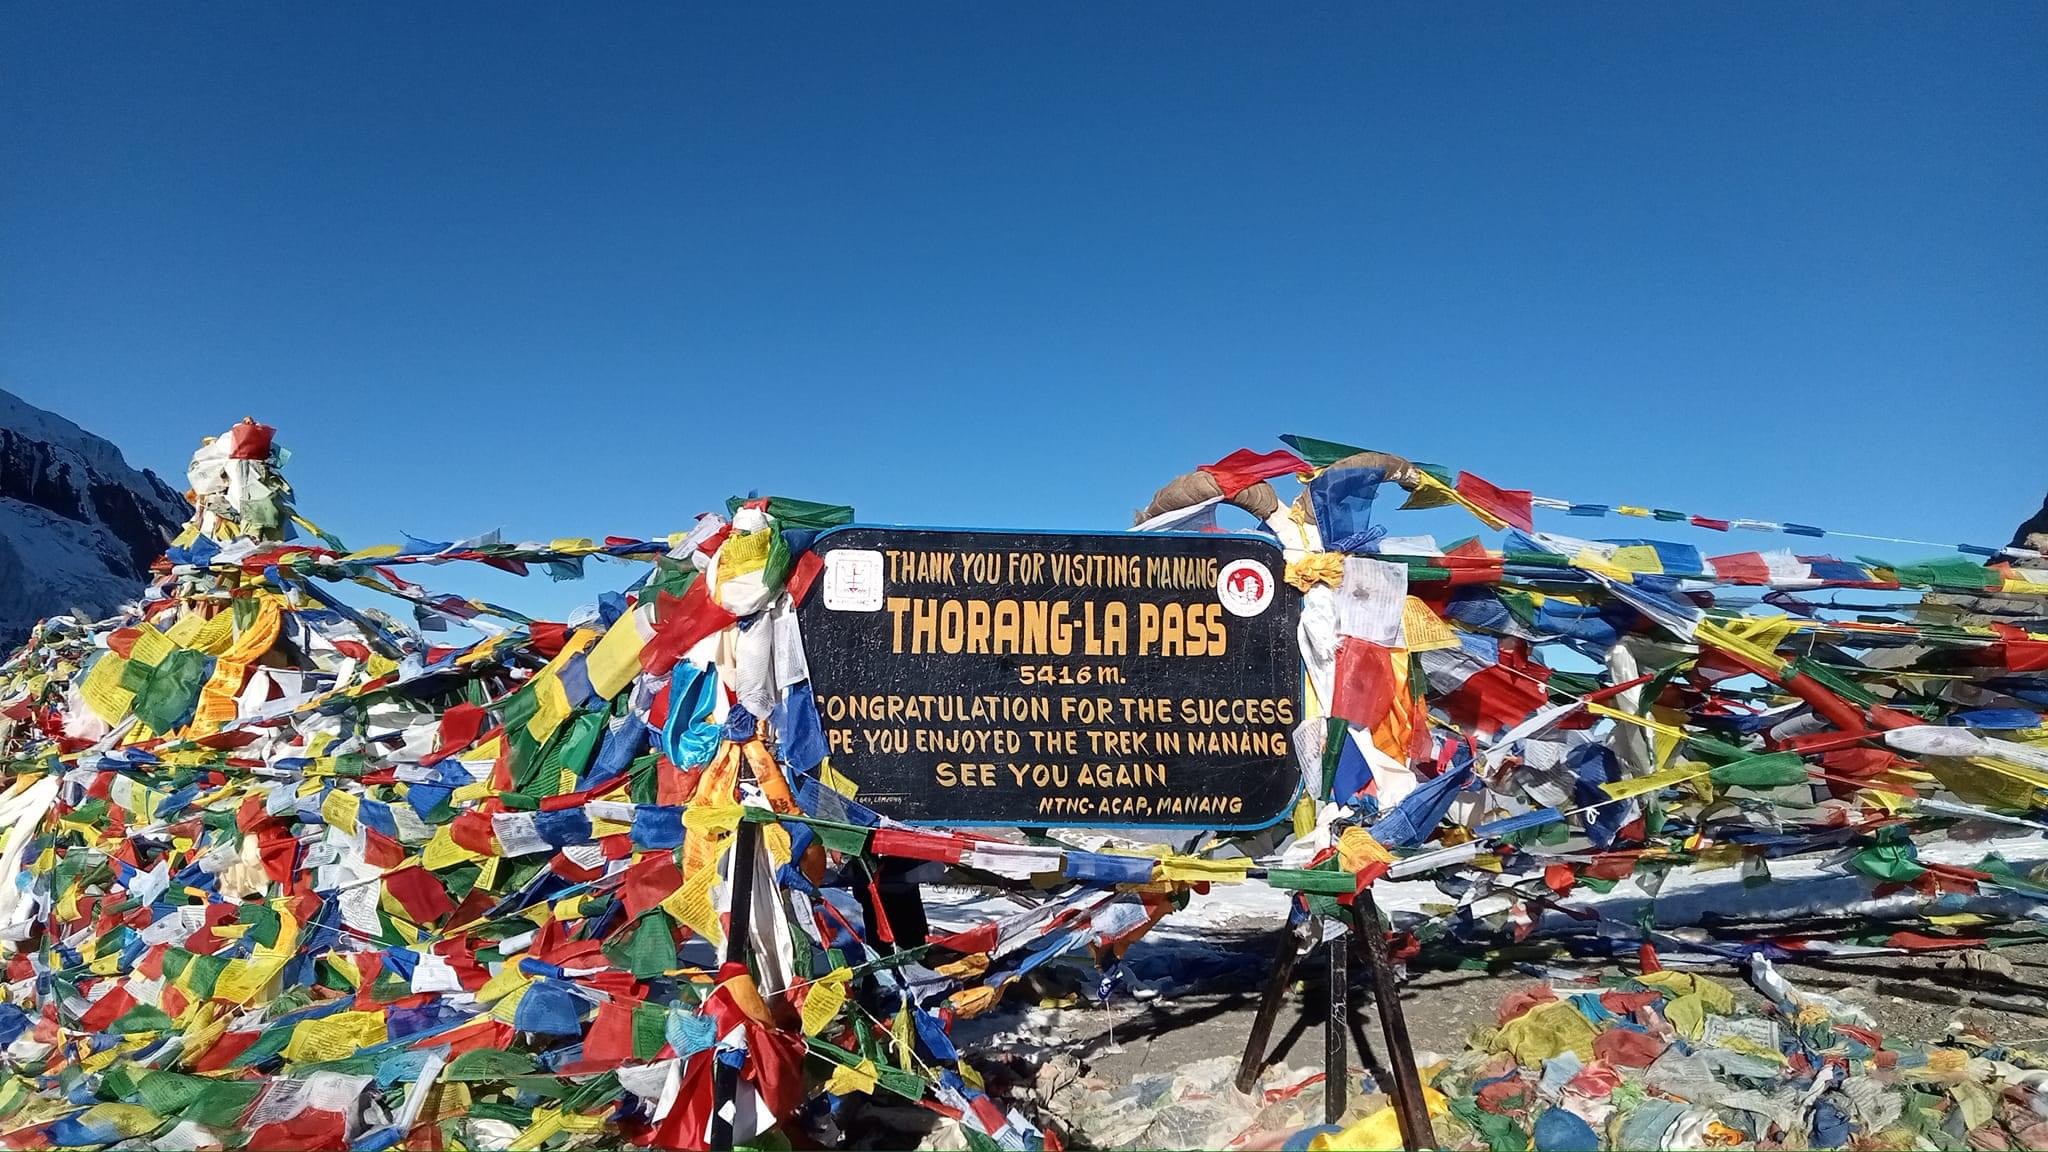 THANK YOU FOR VISITING MANANG
THORANG-LA PASS
5416 m.
CONGRATULATION FOR THE SUCCESS
PE YOU ENJOYED THE TREK IN MANANG
SEE YOU AGAIN
NTNC-ACAP, MANANG